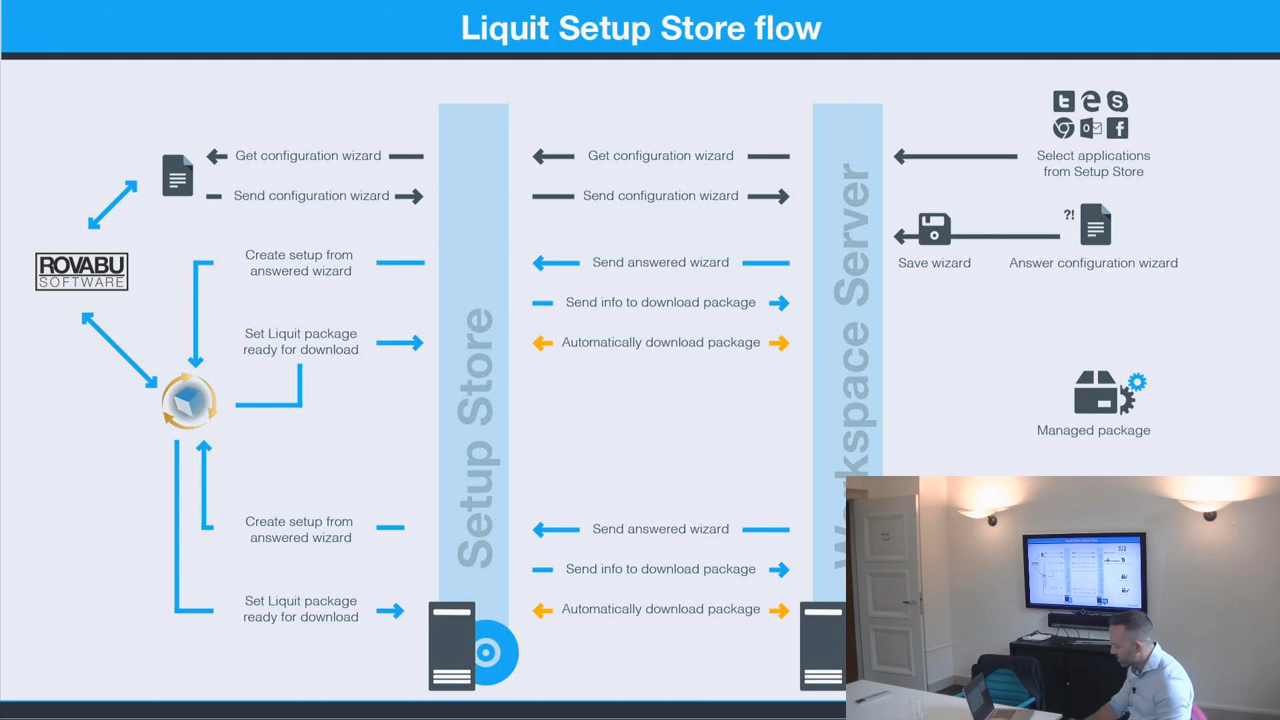 Liquit Setup Store flow
Get configuration wizard
Get configuration wizard
Select applications
from Setup Store
Send configuration wizard
Send configuration wizard
?!
ROVABU
SOFTWARE
Create setup from
answered wizard
Send answered wizard
Save wizard
Answer configuration wizard
Send info to download package
Set Liquit package
ready for download
Automatically download package
Setup Store
Workspace Server
Managed package
Create setup from
answered wizard
Send answered wizard
Send info to download package
Set Liquit package
ready for download
Automatically download package